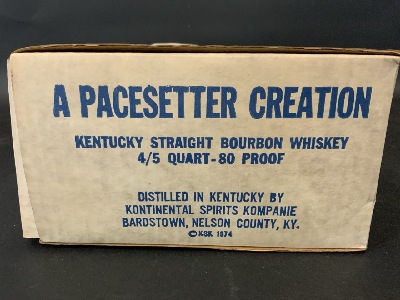 A PACESETTER CREATION
KENTUCKY STRAIGHT BOURBON WHISKEY
4/5 QUART-80 PROOF
DISTILLED IN KENTUCKY BY
KONTINENTAL SPIRITS KOMPANIE
BARDSTOWN, NELSON COUNTY, KY.
©KSK 1974